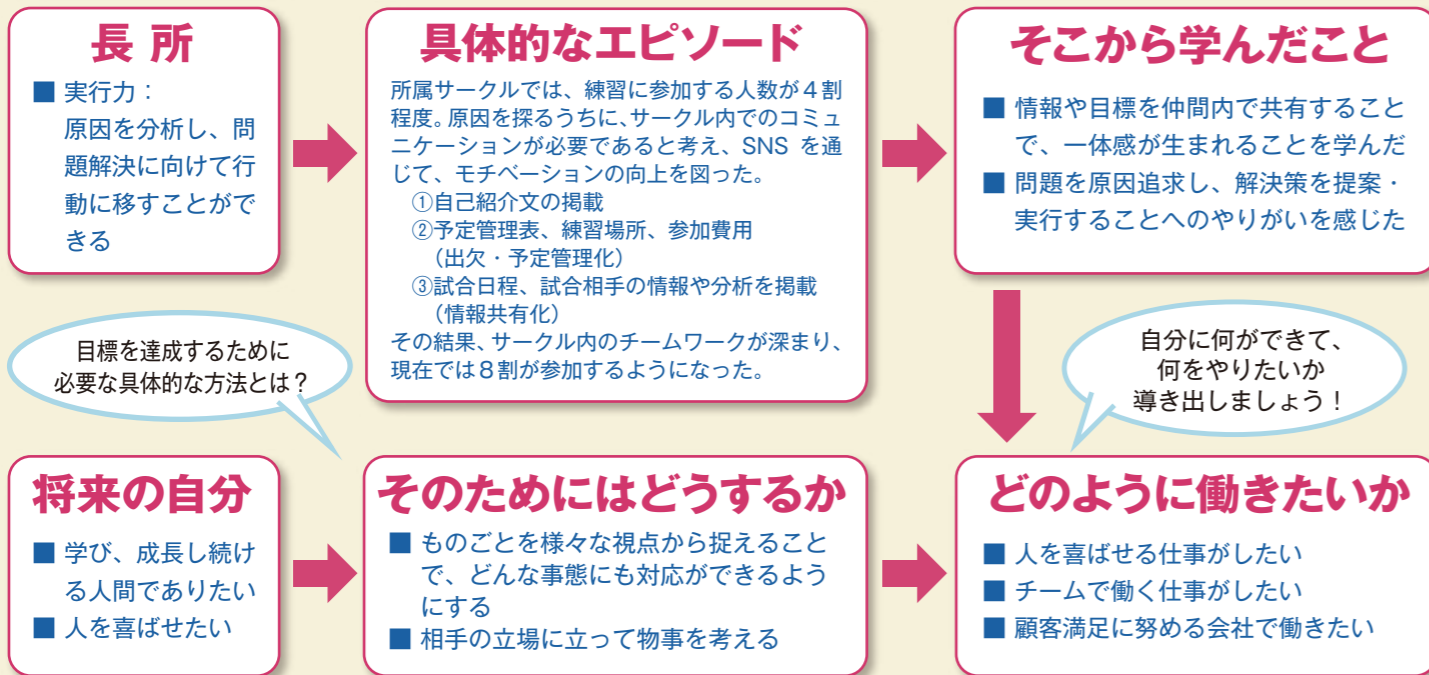 長所
■ 実行力：
原因を分析し、問
題解決に向けて行
動に移すことがで
きる
具体的なエピソード
所属サークルでは、練習に参加する人数が４割
程度。原因を探るうちに、サークル内でのコミュ
ニケーションが必要であると考え、SNS を通
じて、モチベーションの向上を図った。
①自己紹介文の掲載
②予定管理表、練習場所、参加費用
（出欠・予定管理化）
③試合日程、試合相手の情報や分析を掲載
（情報共有化）
その結果、サークル内のチームワークが深まり、
現在では８割が参加するようになった。
そこから学んだこと
■ 情報や目標を仲間内で共有すること
で、一体感が生まれることを学んだ
■ 問題を原因追求し、解決策を提案・
実行することへのやりがいを感じた
目標を達成するために
必要な具体的な方法とは？
自分に何ができて、
何をやりたいか
導き出しましょう！
将来の自分
■ 学び、成長し続け
る人間でありたい
■ 人を喜ばせたい
そのためにはどうするか
■ ものごとを様々な視点から捉えること
で、どんな事態にも対応ができるよう
にする
■ 相手の立場に立って物事を考える
どのように働きたいか
■ 人を喜ばせる仕事がしたい
■ チームで働く仕事がしたい
■ 顧客満足に努める会社で働きたい